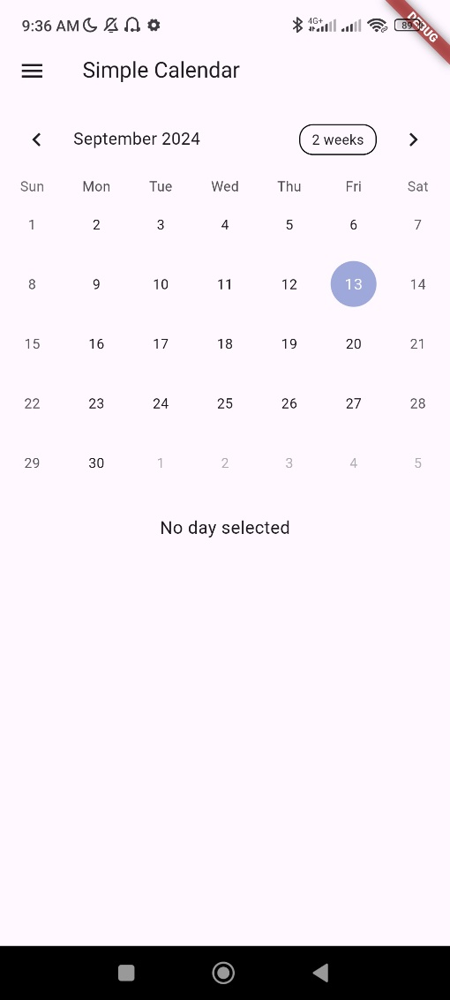 9:36 AM 4G+ 89 DEBUG
Simple Calendar
September 2024 2 weeks
Sun Mon Tue Wed Thu Fri Sat
1 2 3 4 5 6 7
8 9 10 11 12 13 14
15 16 17 18 19 20 21
22 23 24 25 26 27 28
29 30 1 2 3 4 5
No day selected